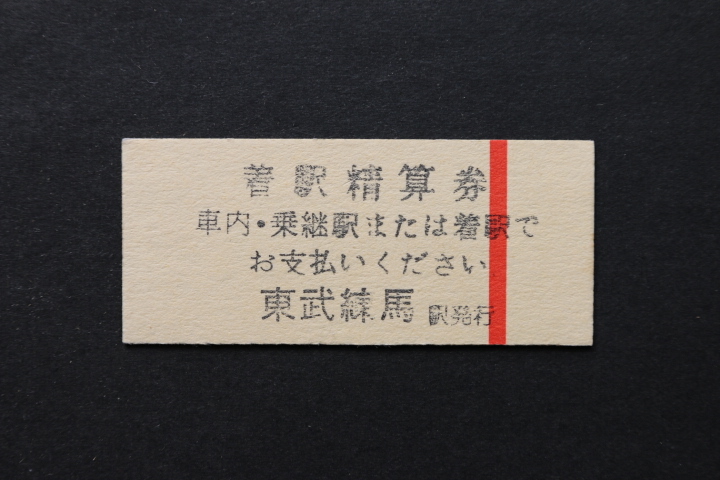 着駅精算券
車内・乗継駅または着駅で
お支払いください
東武練馬 駅発行